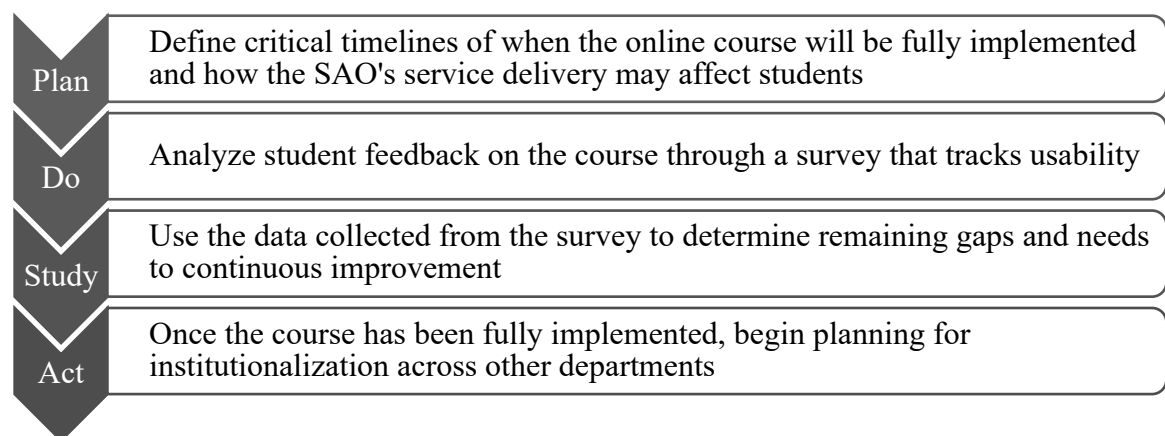 Plan
Define critical timelines of when the online course will be fully implemented
and how the SAO's service delivery may affect students
Do
Analyze student feedback on the course through a survey that tracks usability
Study
Use the data collected from the survey to determine remaining gaps and needs
to continuous improvement
Act
Once the course has been fully implemented, begin planning for
institutionalization across other departments